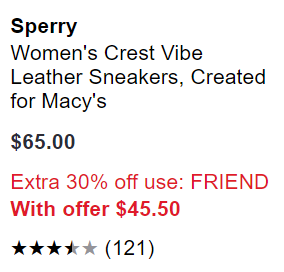 Sperry
Women's Crest Vibe
Leather Sneakers, Created
for Macy's
$65.00
Extra 30% off use: FRIEND
With offer $45.50
(121)